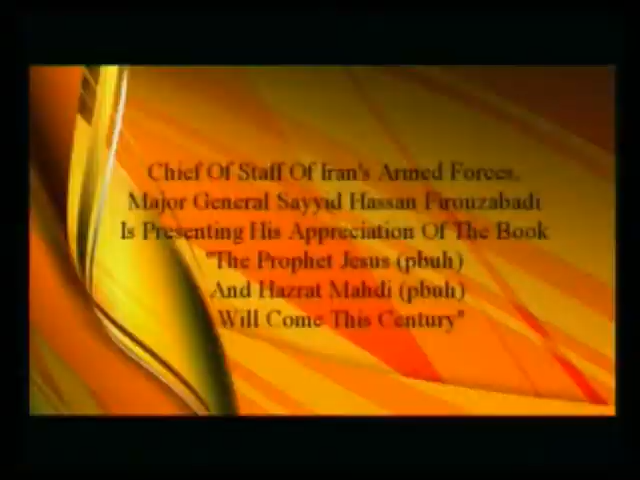 Chief Of Staff Of Iran's Armed Forces,
Major General Sayyid Hassan Firouzabadi
Is Presenting His Appreciation Of The Book
"The Prophet Jesus (pbuh)
And Hazrat Mahdi (pbuh)
Will Come This Century"